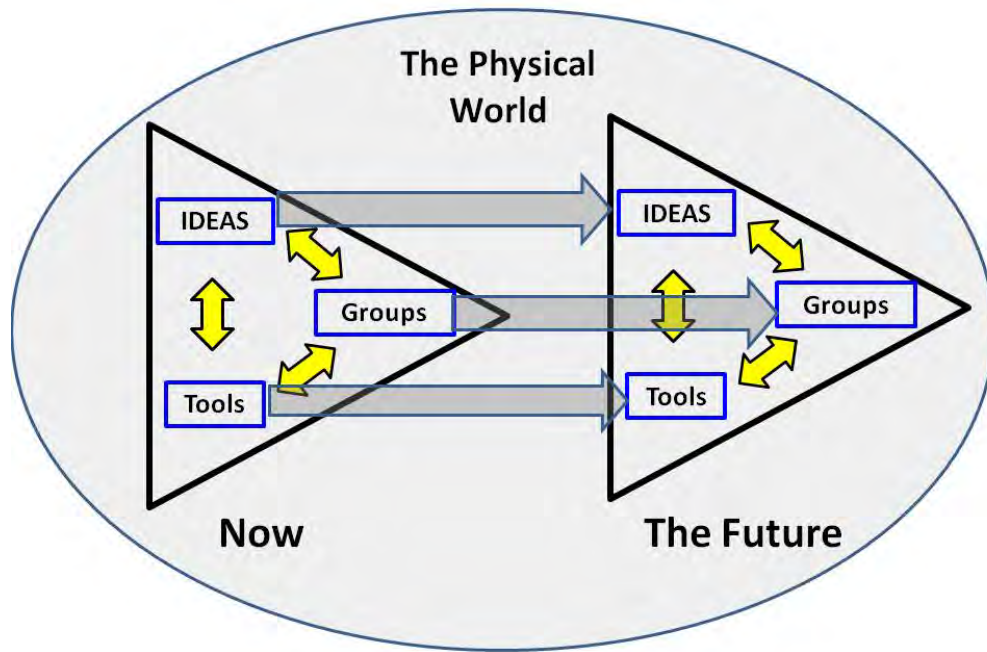 The Physical
World
IDEAS
Groups
Tools
Now
IDEAS
Groups
Tools
The Future